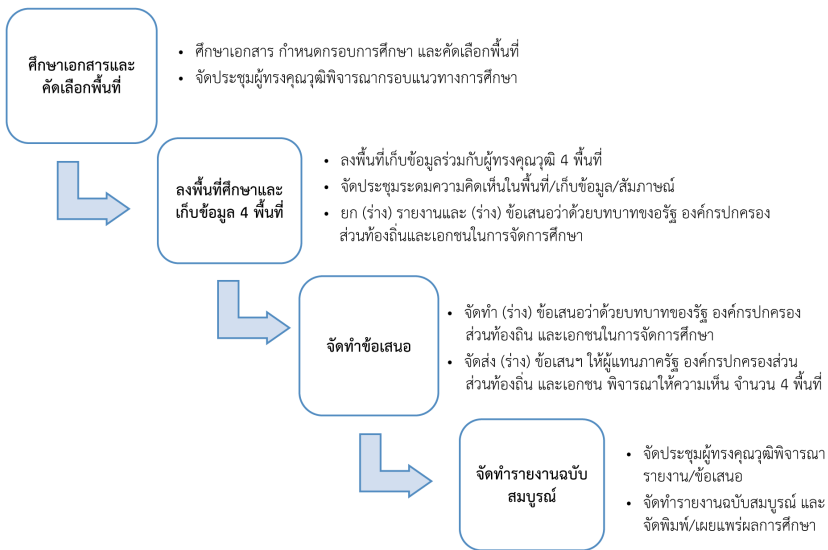 ศึกษาเอกสารและ
คัดเลือกพื้นที่
• ศึกษาเอกสาร กำหนดกรอบการศึกษา และคัดเลือกพื้นที่
• จัดประชุมผู้ทรงคุณวุฒิพิจารณากรอบแนวทางการศึกษา
ลงพื้นที่ศึกษาและ
เก็บข้อมูล 4 พื้นที่
• ลงพื้นที่เก็บข้อมูลร่วมกับผู้ทรงคุณวุฒิ 4 พื้นที่
• จัดประชุมระดมความคิดเห็นในพื้นที่/เก็บข้อมูล/สัมภาษณ์
• ยก (ร่าง) รายงานและ (ร่าง) ข้อเสนอว่าด้วยบทบาทขงอรัฐ องค์กรปกครอง
ส่วนท้องถิ่นและเอกชนในการจัดการศึกษา
จัดทำข้อเสนอ
• จัดทำ (ร่าง) ข้อเสนอว่าด้วยบทบาทของรัฐ องค์กรปกครอง
ส่วนท้องถิน และเอกชนในการจัดการศึกษา
• จัดส่ง (ร่าง) ข้อเสนฯ ให้ผู้แทนภาครัฐ องค์กรปกครองส่วน
ส่วนท้องถิ่น และเอกชน พิจารณาให้ความเห็น จำนวน 4 พื้นที่
จัดทำรายงานฉบับ
สมบูรณ์
• จัดประชุมผู้ทรงคุณวุฒิพิจารณา
รายงาน/ข้อเสนอ
• จัดทำรายงานฉบับสมบูรณ์ และ
จัดพิมพ์/เผยแพร่ผลการศึกษา